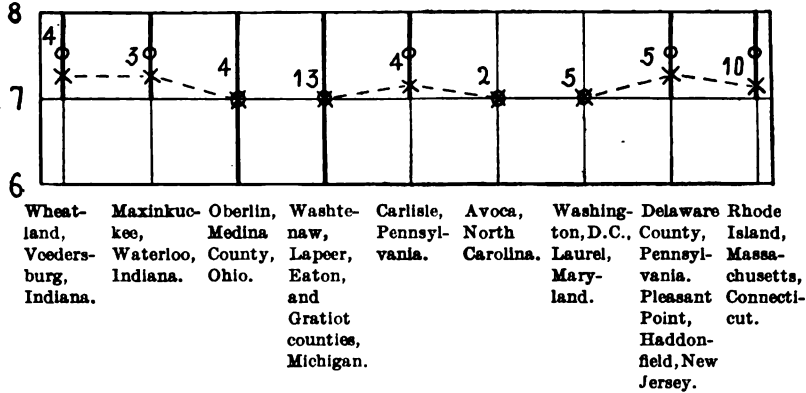 8
7
6
4
3
4
13
4
2
5
5
10
Wheat-
land,
Voeders-
burg,
Indiana.
Maxinkuc-
kee,
Waterloo,
Indiana.
Oberlin,
Medina
County,
Ohio.
Washte-
naw,
Lapeer,
Eaton,
and
Gratiot
counties,
Michigan.
Carlisle,
Pennsyl-
vania.
Avoca,
North
Carolina.
Washing-
ton, D.C.,
Laurel,
Mary-
land.
Delaware
County,
Pennsyl-
vania.
Pleasant
Point,
Haddon-
field, New
Jersey.
Rhode
Island,
Massa-
chusetts,
Connecti-
cut.